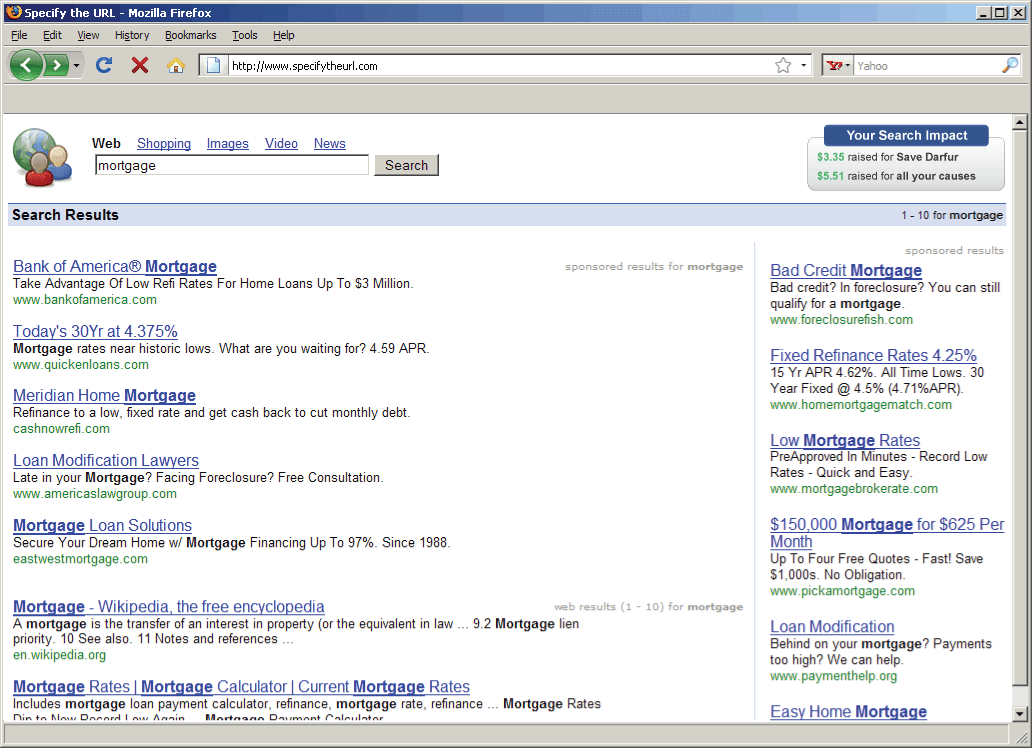 Specify the URL - Mozilla Firefox
File Edit View History Bookmarks Tools Help
http://www.specifytheurl.com
Yahoo
Web Shopping Images Video News
mortgage Search
Your Search Impact
$3.35 raised for Save Darfur
$5.51 raised for all your causes
Search Results
1 - 10 for mortgage
sponsored results for mortgage
Bank of America® Mortgage
Take Advantage Of Low Refi Rates For Home Loans Up To $3 Million.
www.bankofamerica.com
Today's 30Yr at 4.375%
Mortgage rates near historic lows. What are you waiting for? 4.59 APR.
www.quickenloans.com
Meridian Home Mortgage
Refinance to a low, fixed rate and get cash back to cut monthly debt.
cashnowrefi.com
Loan Modification Lawyers
Late in your Mortgage? Facing Foreclosure? Free Consultation.
www.americaslawgroup.com
Mortgage Loan Solutions
Secure Your Dream Home w/ Mortgage Financing Up To 97%. Since 1988.
eastwestmortgage.com
web results (1 - 10) for mortgage
Mortgage - Wikipedia, the free encyclopedia
A mortgage is the transfer of an interest in property (or the equivalent in law ... 9.2 Mortgage lien
priority. 10 See also. 11 Notes and references ...
en.wikipedia.org
Mortgage Rates | Mortgage Calculator | Current Mortgage Rates
Includes mortgage loan payment calculator, refinance, mortgage rate, refinance ... Mortgage Rates
Dip to New Record Low Again ... Mortgage Payment Calculator
sponsored results
Bad Credit Mortgage
Bad credit? In foreclosure? You can still
qualify for a mortgage.
www.foreclosurefish.com
Fixed Refinance Rates 4.25%
15 Yr APR 4.62%. All Time Lows. 30
Year Fixed @ 4.5% (4.71%APR).
www.homemortgagematch.com
Low Mortgage Rates
PreApproved In Minutes - Record Low
Rates - Quick and Easy.
www.mortgagebrokerate.com
$150,000 Mortgage for $625 Per
Month
Up To Four Free Quotes - Fast! Save
$1,000s. No Obligation.
www.pickamortgage.com
Loan Modification
Behind on your mortgage? Payments
too high? We can help.
www.paymenthelp.org
Easy Home Mortgage